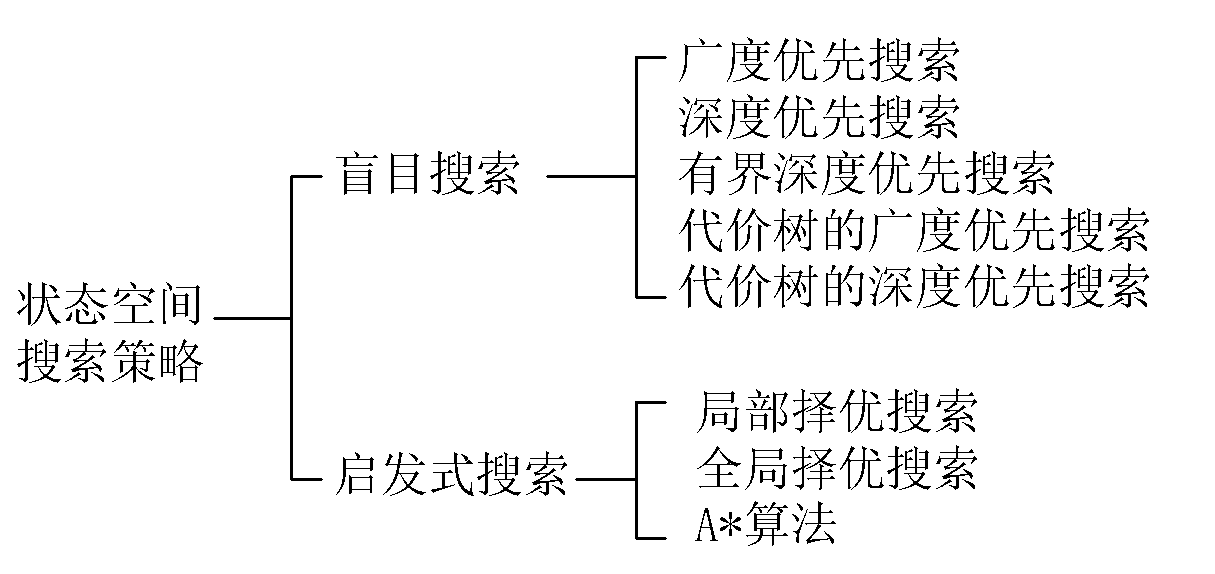 状态空间
搜索策略
盲目搜索
广度优先搜索
深度优先搜索
有界深度优先搜索
代价树的广度优先搜索
代价树的深度优先搜索
启发式搜索
局部择优搜索
全局择优搜索
A*算法